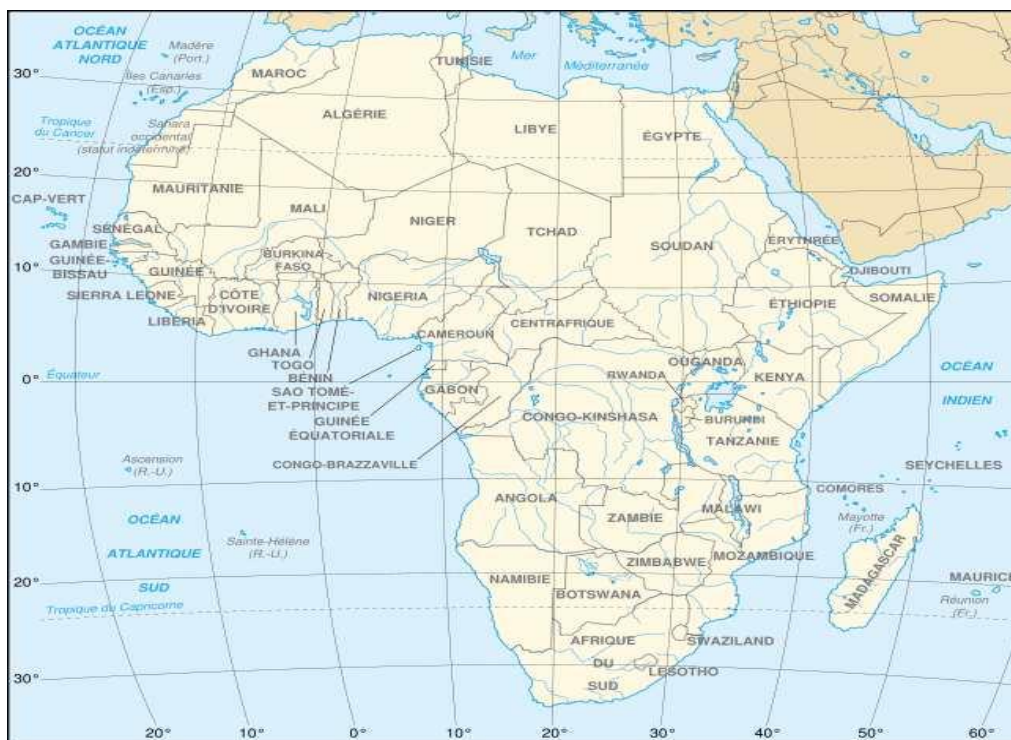 OCÉAN
ATLANTIQUE
NORD
Madère
(Port.)
Îles Canaries
(Esp.)
Mer
Méditerranée
TUNISIE
MAROC
30°
ALGÉRIE
LIBYE
ÉGYPTE
Tropique
du Cancer
Sahara
occidental
(statut indéterminé)
20°
MAURITANIE
CAP-VERT
MALI
NIGER
TCHAD
SOUDAN
ÉRYTHRÉE
SÉNÉGAL
GAMBIE
GUINÉE-
BISSAU
BURKINA
FASO
10°
GUINÉE
DJIBOUTI
SIERRA LEONE
CÔTE
D'IVOIRE
NIGERIA
ÉTHIOPIE
SOMALIE
LIBERIA
CAMEROUN
CENTRAFRIQUE
GHANA
TOGO
BÉNIN
SAO TOMÉ-
ET-PRINCIPE
GUINÉE
ÉQUATORIALE
CONGO-BRAZZAVILLE
OUGANDA
RWANDA
KENYA
OCÉAN
INDIEN
Équateur
0°
GABON
CONGO-KINSHASA
BURUNDI
TANZANIE
Ascension
(R.-U.)
SEYCHELLES
10°
ANGOLA
COMORES
ZAMBIE
MALAWI
Mayotte
(Fr.)
OCÉAN
ATLANTIQUE
SUD
Sainte-Hélène
(R.-U.)
ZIMBABWE
MOZAMBIQUE
MADAGASCAR
20°
NAMIBIE
BOTSWANA
MAURICE
Réunion
(Fr.)
Tropique du Capricorne
AFRIQUE
DU
SUD
SWAZILAND
LESOTHO
30°
20°
10°
0°
10°
20°
30°
40°
50°
60°